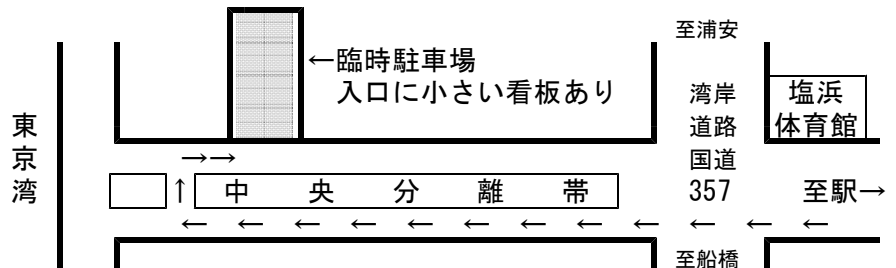 至浦安
←臨時駐車場
入口に小さい看板あり
湾岸
道路
国道
357
塩浜
体育館
東京湾
→→
↑
中央分離帯
至駅→
← ← ← ← ← ← ← ← ← ← ← ←
至船橋